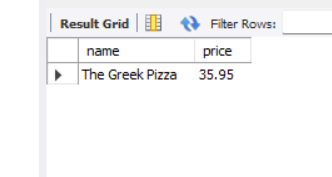 Result Grid Filter Rows:
name price
The Greek Pizza 35.95